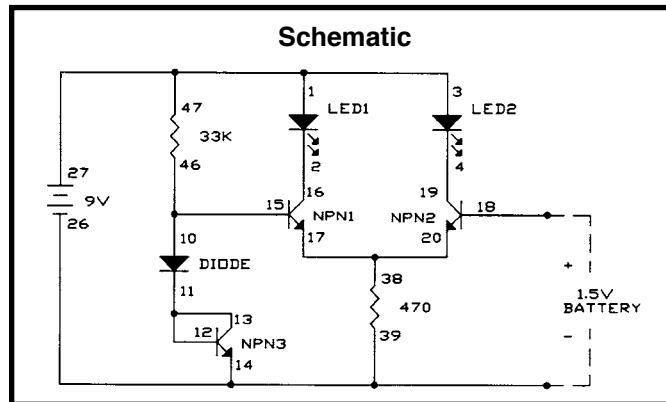 Schematic
1
3
LED1
LED2
47
33K
46
2
4
27
9V
26
16
19
15
NPN1
NPN2
18
17
20
10
DIODE
11
38
470
39
+
1.5V
BATTERY
-
13
12
NPN3
14